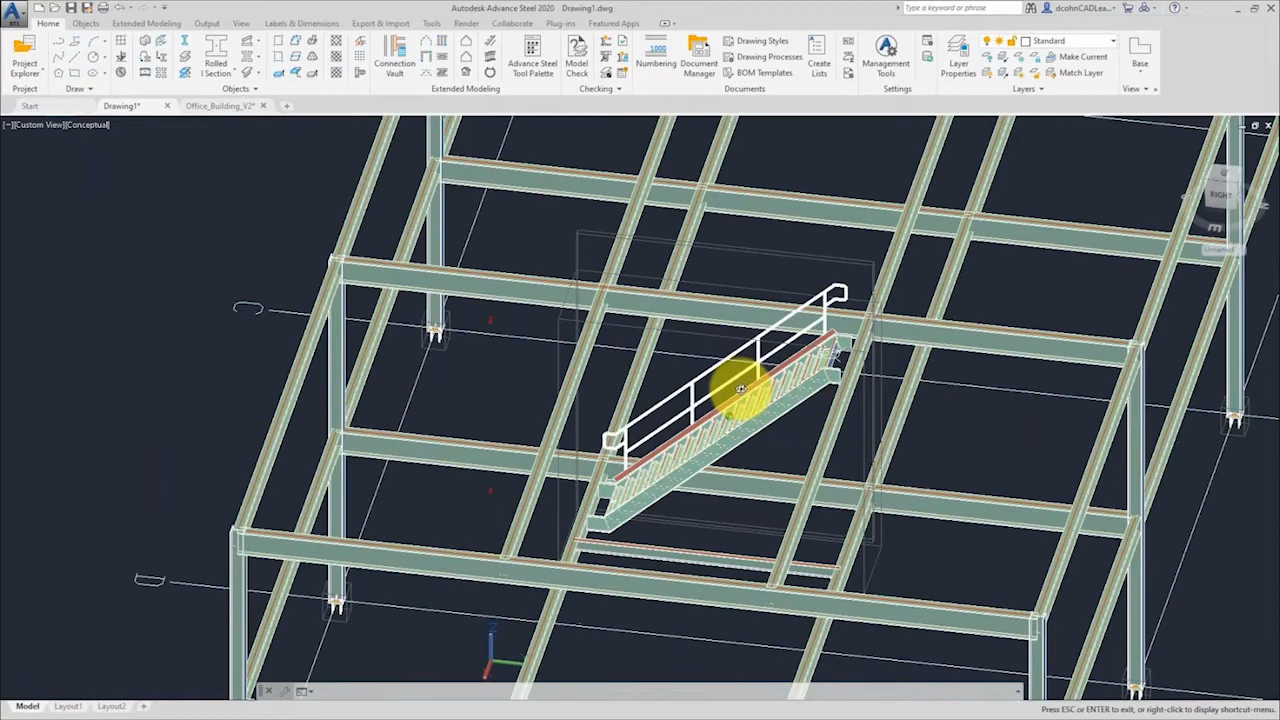 Autodesk Advance Steel 2020 Drawing1.dwg
Type a keyword or phrase
dcohnCADLea...
Home Objects Extended Modeling Output View Labels & Dimensions Export & Import Tools Render Collaborate Plug-ins Featured Apps
Project Explorer
Rolled Section
Connection Vault
Advance Steel Tool Palette
Model Check
1000
Numbering
Document Manager
Drawing Styles
Drawing Processes
BOM Templates
Create Lists
Management Tools
Layer Properties
Standard
Make Current
Match Layer
Base
Project Draw Objects Extended Modeling Checking Documents Settings Layers View
Start Drawing1* Office_Building_V2*
[−][Custom View][Conceptual]
RIGHT
E
Unnamed
Model Layout1 Layout2
Press ESC or ENTER to exit, or right-click to display shortcut-menu.